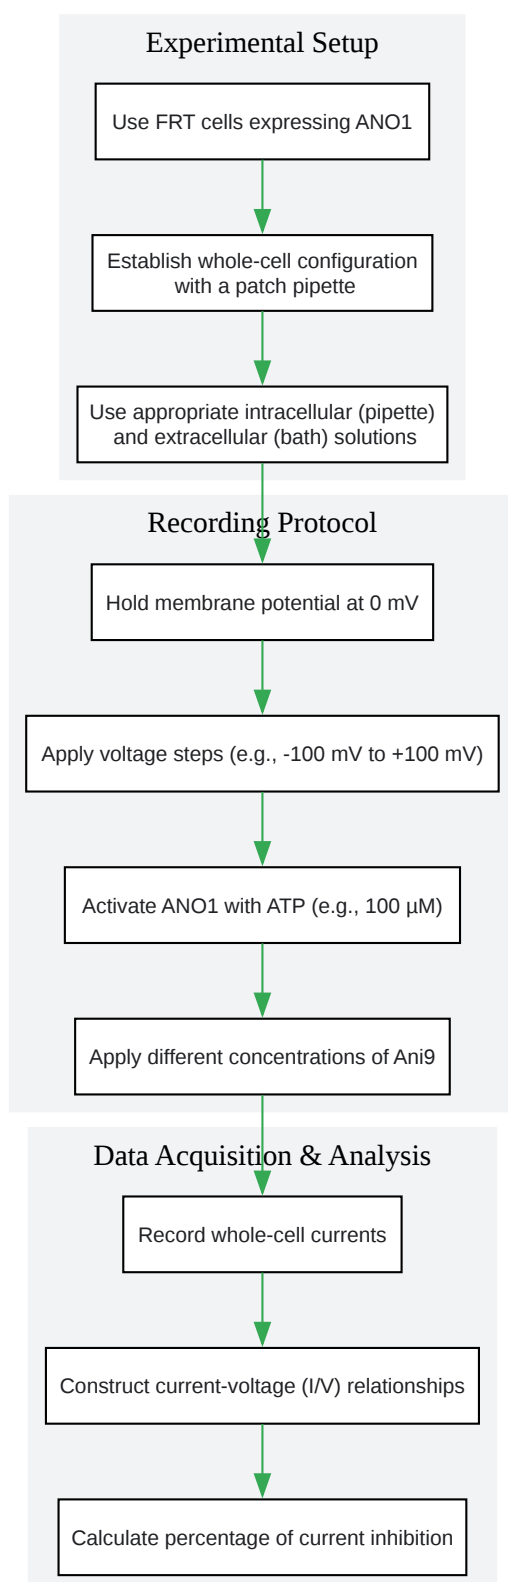 Experimental Setup
Use FRT cells expressing ANO1
Establish whole-cell configuration
with a patch pipette
Use appropriate intracellular (pipette)
and extracellular (bath) solutions
Recording Protocol
Hold membrane potential at 0 mV
Apply voltage steps (e.g., -100 mV to +100 mV)
Activate ANO1 with ATP (e.g., 100 µM)
Apply different concentrations of Ani9
Data Acquisition & Analysis
Record whole-cell currents
Construct current-voltage (I/V) relationships
Calculate percentage of current inhibition